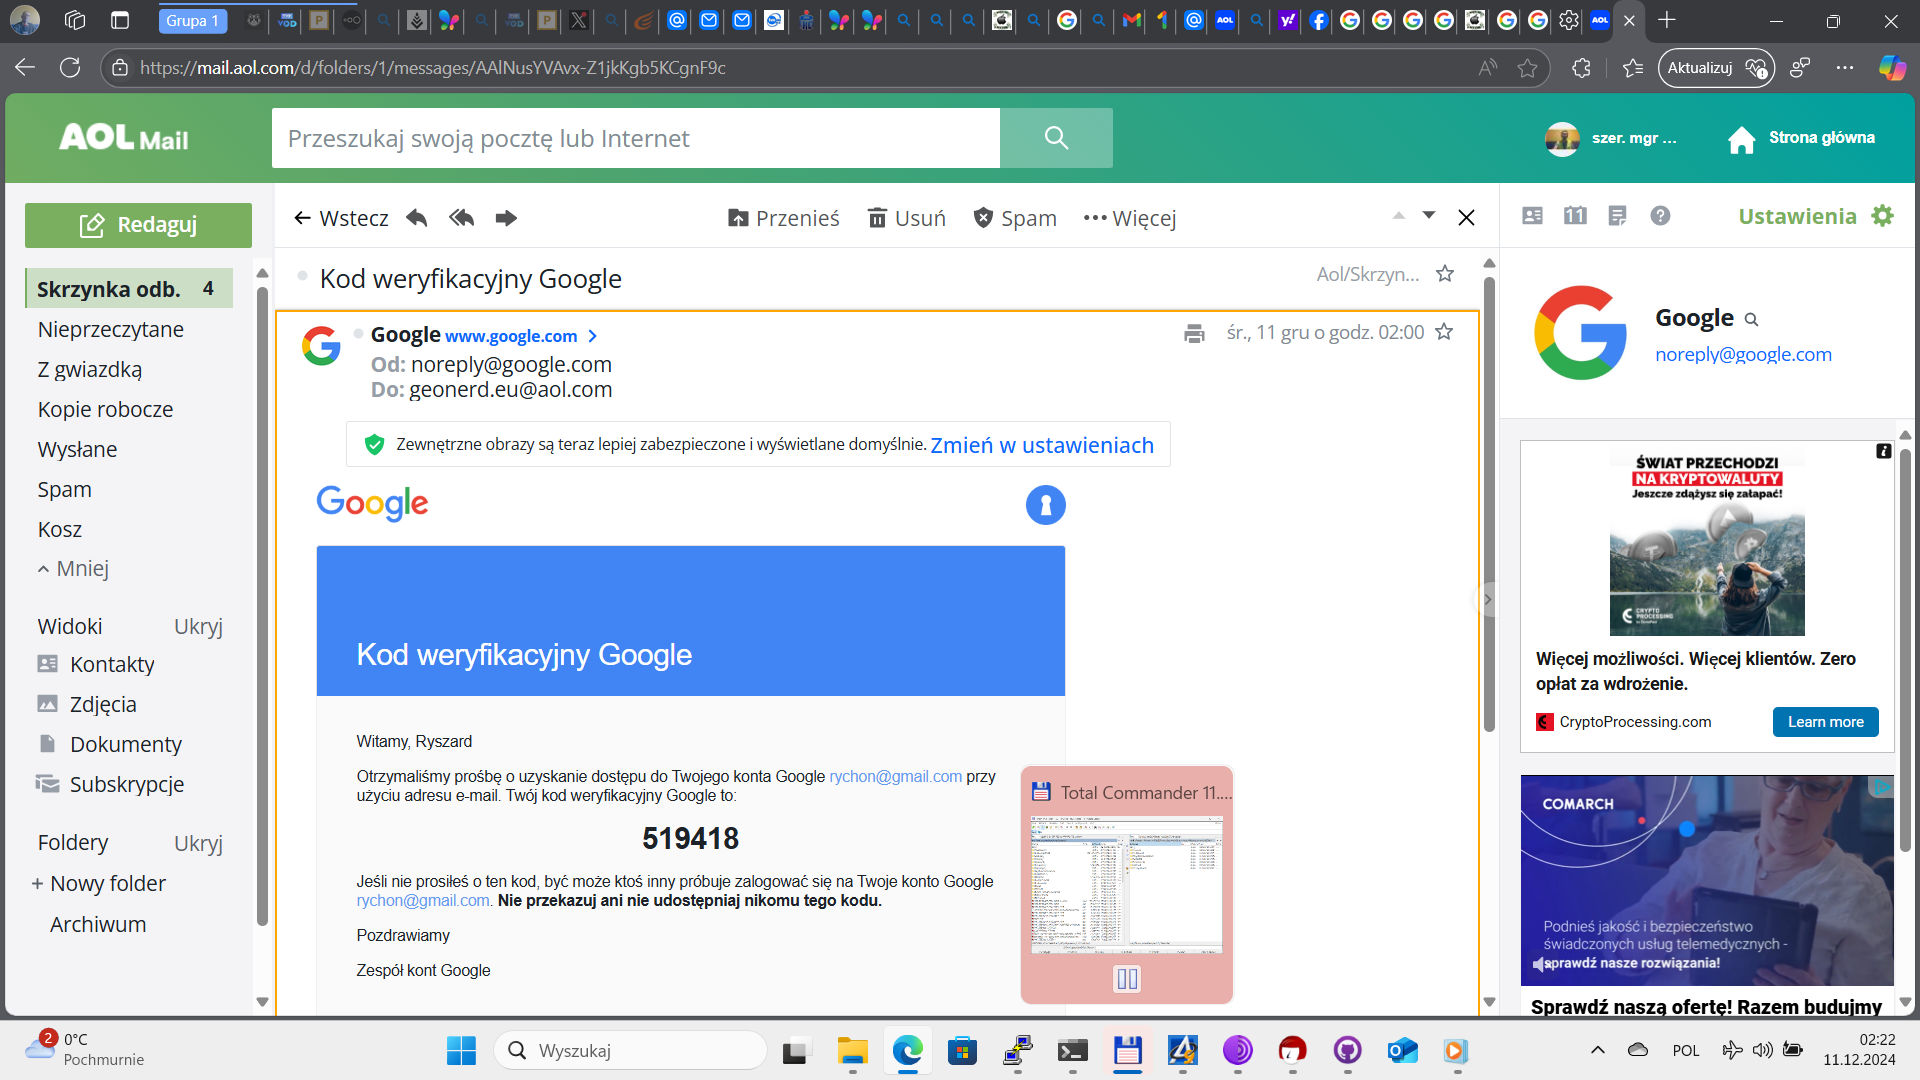 Grupa 1
https://mail.aol.com/d/folders/1/messages/AAlNusYVAvx-Z1jkKgb5KCgnF9c
Aktualizuj
AOL Mail
Przeszukaj swoją pocztę lub Internet
szer. mgr ...
Strona główna
Redaguj
Wstecz
Przenieś
Usuń
Spam
Więcej
11
Ustawienia
Skrzynka odb. 4
Nieprzeczytane
Z gwiazdką
Kopie robocze
Wysłane
Spam
Kosz
Mniej
Widoki Ukryj
Kontakty
Zdjęcia
Dokumenty
Subskrypcje
Foldery Ukryj
+ Nowy folder
Archiwum
Kod weryfikacyjny Google
Aol/Skrzyn...
Google www.google.com
śr., 11 gru o godz. 02:00
Od: noreply@google.com
Do: geonerd.eu@aol.com
Zewnętrzne obrazy są teraz lepiej zabezpieczone i wyświetlane domyślnie. Zmień w ustawieniach
Google
Kod weryfikacyjny Google
Witamy, Ryszard
Otrzymaliśmy prośbę o uzyskanie dostępu do Twojego konta Google rychon@gmail.com przy
użyciu adresu e-mail. Twój kod weryfikacyjny Google to:
519418
Jeśli nie prosiłeś o ten kod, być może ktoś inny próbuje zalogować się na Twoje konto Google
rychon@gmail.com. Nie przekazuj ani nie udostępniaj nikomu tego kodu.
Pozdrawiamy
Zespół kont Google
Total Commander 11....
Google
noreply@google.com
ŚWIAT PRZECHODZI
NA KRYPTOWALUTY
Jeszcze zdążysz się załapać!
CRYPTO
PROCESSING
Więcej możliwości. Więcej klientów. Zero
opłat za wdrożenie.
CryptoProcessing.com
Learn more
COMARCH
Podnieś jakość i bezpieczeństwo
świadczonych usług telemedycznych -
sprawdź nasze rozwiązania!
Sprawdź naszą ofertę! Razem budujmy
2
0°C
Pochmurnie
Wyszukaj
POL
02:22
11.12.2024